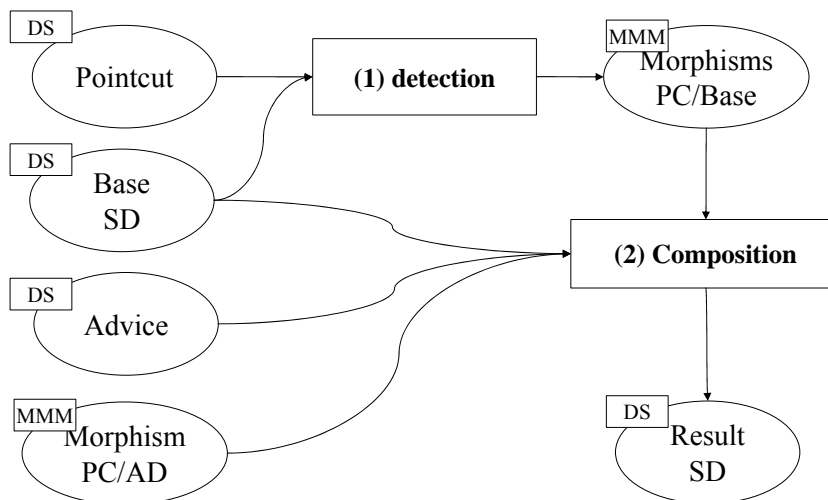 DS
Pointcut
(1) detection
MMM
Morphisms
PC/Base
DS
Base
SD
(2) Composition
DS
Advice
MMM
Morphism
PC/AD
DS
Result
SD